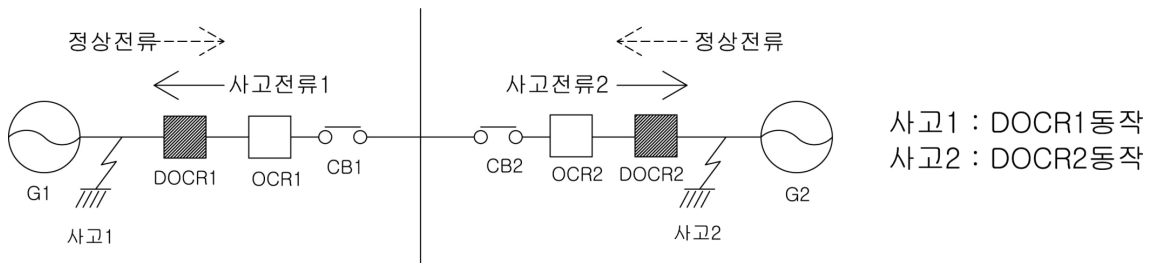 정상전류
정상전류
사고전류1
사고전류2
사고1 : DOCR1동작
사고2 : DOCR2동작
G1
DOCR1
OCR1
CB1
CB2
OCR2
DOCR2
G2
사고1
사고2